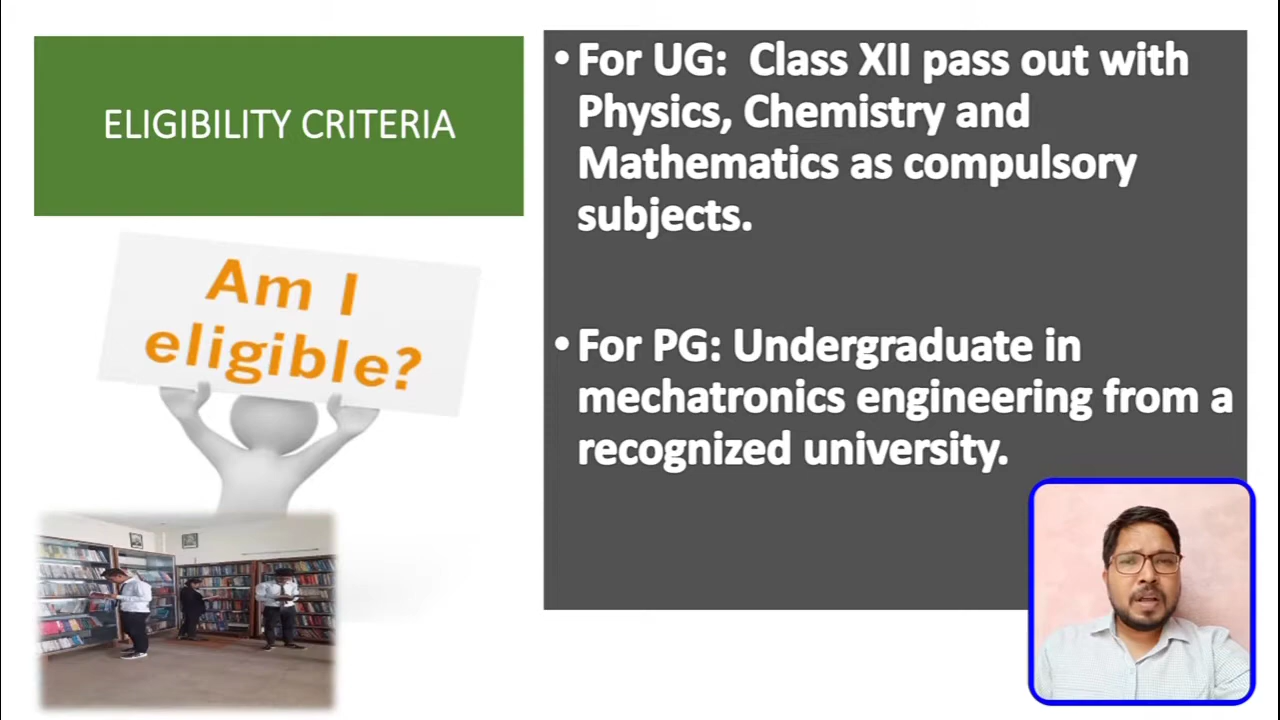 ELIGIBILITY CRITERIA
Am I
eligible?
• For UG: Class XII pass out with
Physics, Chemistry and
Mathematics as compulsory
subjects.
• For PG: Undergraduate in
mechatronics engineering from a
recognized university.